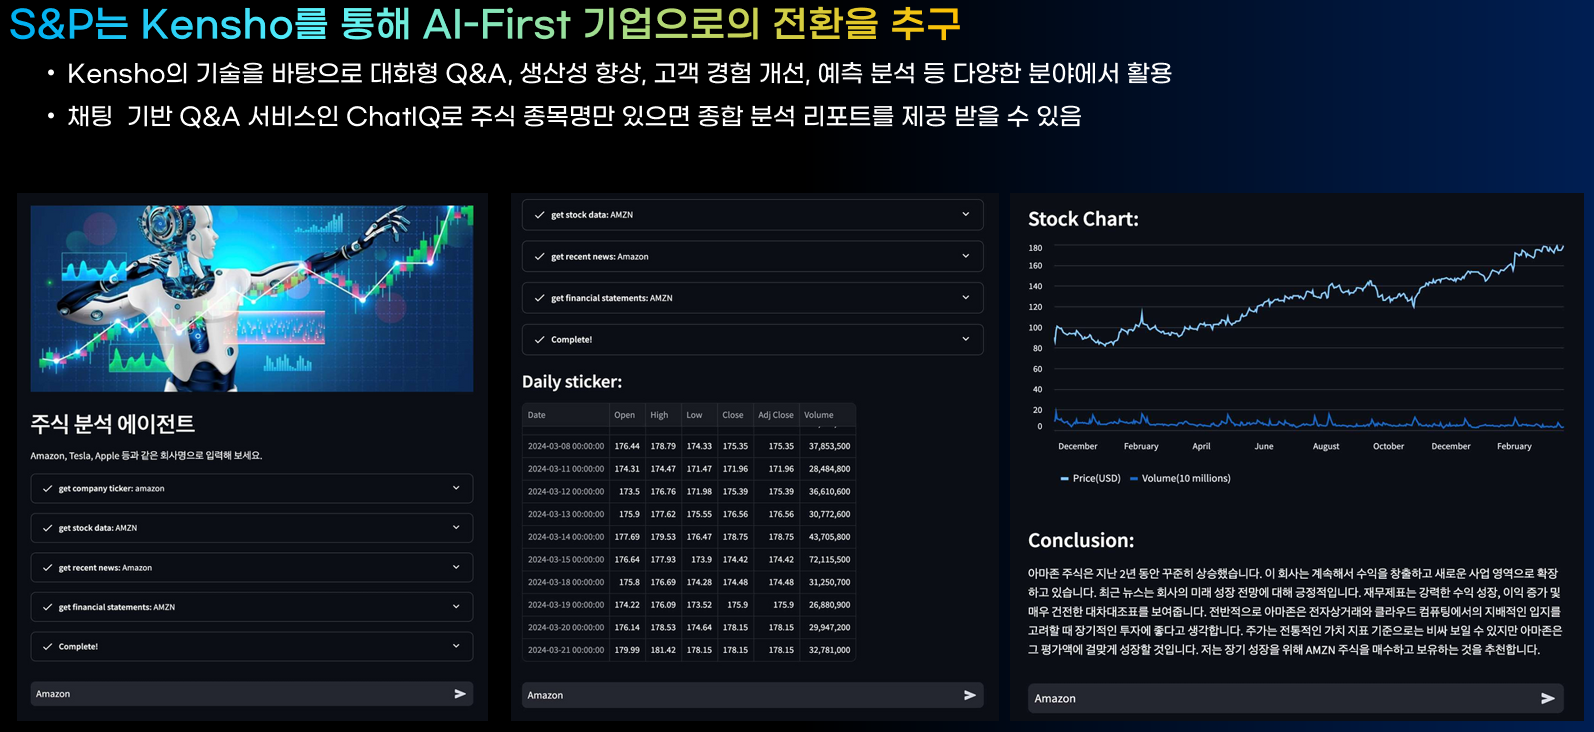 S&P는 Kensho를 통해 AI-First 기업으로의 전환을 추구
• Kensho의 기술을 바탕으로 대화형 Q&A, 생산성 향상, 고객 경험 개선, 예측 분석 등 다양한 분야에서 활용
• 채팅 기반 Q&A 서비스인 ChatIQ로 주식 종목명만 있으면 종합 분석 리포트를 제공 받을 수 있음
주식 분석 에이전트
Amazon, Tesla, Apple 등과 같은 회사명으로 입력해 보세요.
get company ticker: amazon
get stock data: AMZN
get recent news: Amazon
get financial statements: AMZN
Complete!
Amazon
get stock data: AMZN
get recent news: Amazon
get financial statements: AMZN
Complete!
Daily sticker:
Date Open High Low Close Adj Close Volume
2024-03-08 00:00:00 176.44 178.79 174.33 175.35 175.35 37,853,500
2024-03-11 00:00:00 174.31 174.47 171.47 171.96 171.96 28,484,800
2024-03-12 00:00:00 173.5 176.76 171.98 175.39 175.39 36,610,600
2024-03-13 00:00:00 175.9 177.62 175.55 176.56 176.56 30,772,600
2024-03-14 00:00:00 177.69 179.53 176.47 178.75 178.75 43,705,800
2024-03-15 00:00:00 176.64 177.93 173.9 174.42 174.42 72,115,500
2024-03-18 00:00:00 175.8 176.69 174.28 174.48 174.48 31,250,700
2024-03-19 00:00:00 174.22 176.09 173.52 175.9 175.9 26,880,900
2024-03-20 00:00:00 176.14 178.53 174.64 178.15 178.15 29,947,200
2024-03-21 00:00:00 179.99 181.42 178.15 178.15 178.15 32,781,000
Amazon
Stock Chart:
180
160
140
120
100
80
60
40
20
0
December February April June August October December February
Price(USD) Volume(10 millions)
Conclusion:
아마존 주식은 지난 2년 동안 꾸준히 상승했습니다. 이 회사는 계속해서 수익을 창출하고 새로운 사업 영역으로 확장
하고 있습니다. 최근 뉴스는 회사의 미래 성장 전망에 대해 긍정적입니다. 재무제표는 강력한 수익 성장, 이익 증가 및
매우 건전한 대차대조표를 보여줍니다. 전반적으로 아마존은 전자상거래와 클라우드 컴퓨팅에서의 지배적인 입지를
고려할 때 장기적인 투자에 좋다고 생각합니다. 주가는 전통적인 가치 지표 기준으로는 비싸 보일 수 있지만 아마존은
그 평가액에 걸맞게 성장할 것입니다. 저는 장기 성장을 위해 AMZN 주식을 매수하고 보유하는 것을 추천합니다.
Amazon